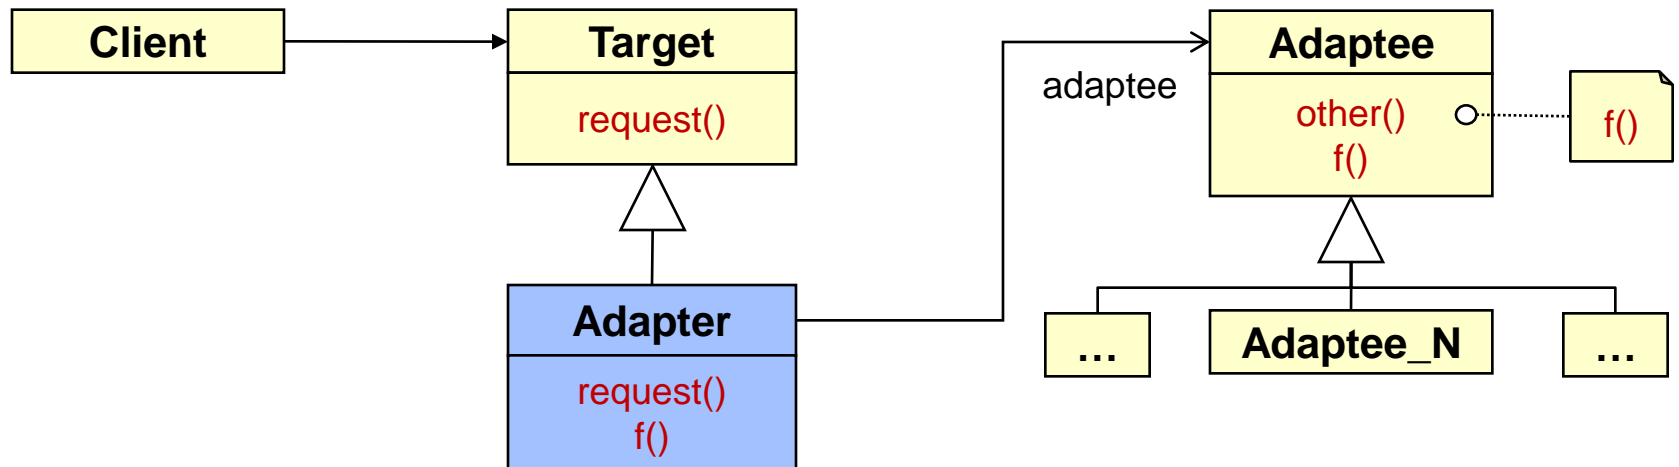 Client
Target
request()
Adapter
request()
f()
adaptee
Adaptee
other()
f()
f()
...
Adaptee_N
...